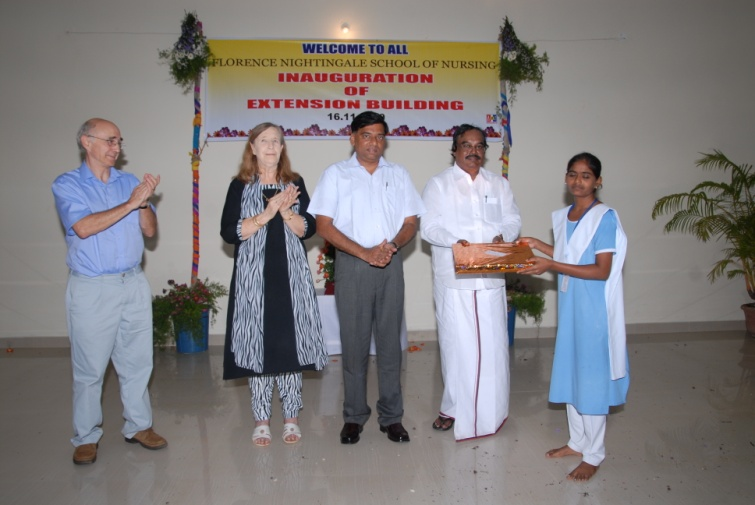 WELCOME TO ALL
FLORENCE NIGHTINGALE SCHOOL OF NURSING
INAUGURATION
OF
EXTENSION BUILDING